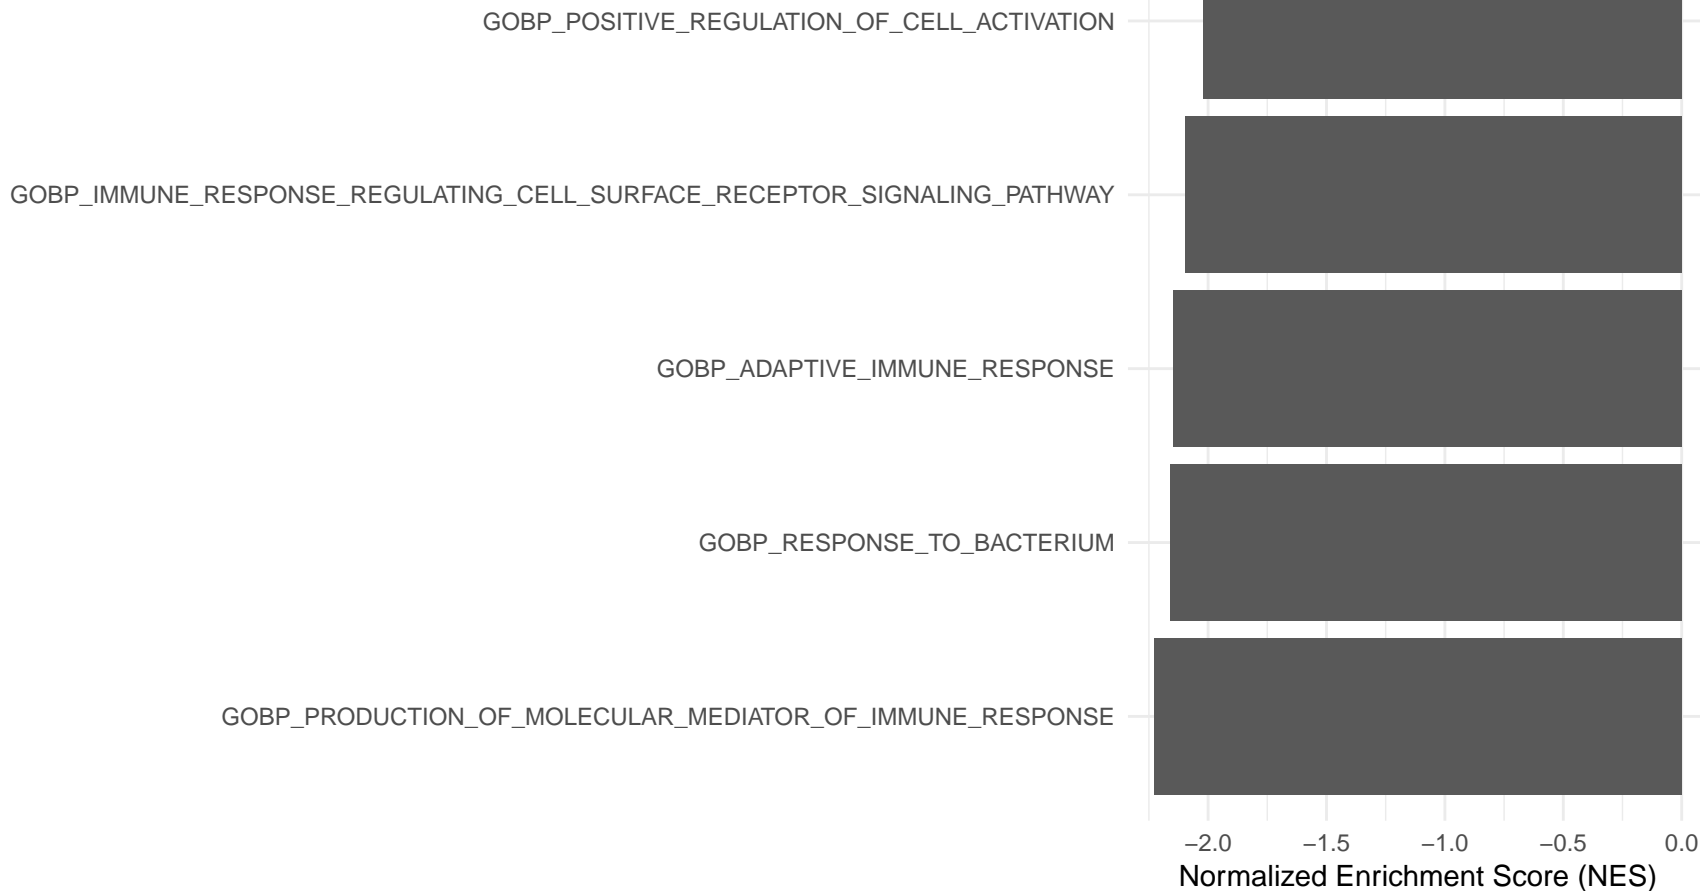 GOBP_POSITIVE_REGULATION_OF_CELL_ACTIVATION
GOBP_IMMUNE_RESPONSE_REGULATING_CELL_SURFACE_RECEPTOR_SIGNALING_PATHWAY
GOBP_ADAPTIVE_IMMUNE_RESPONSE
GOBP_RESPONSE_TO_BACTERIUM
GOBP_PRODUCTION_OF_MOLECULAR_MEDIATOR_OF_IMMUNE_RESPONSE
−2.0 −1.5 −1.0 −0.5 0.0
Normalized Enrichment Score (NES)